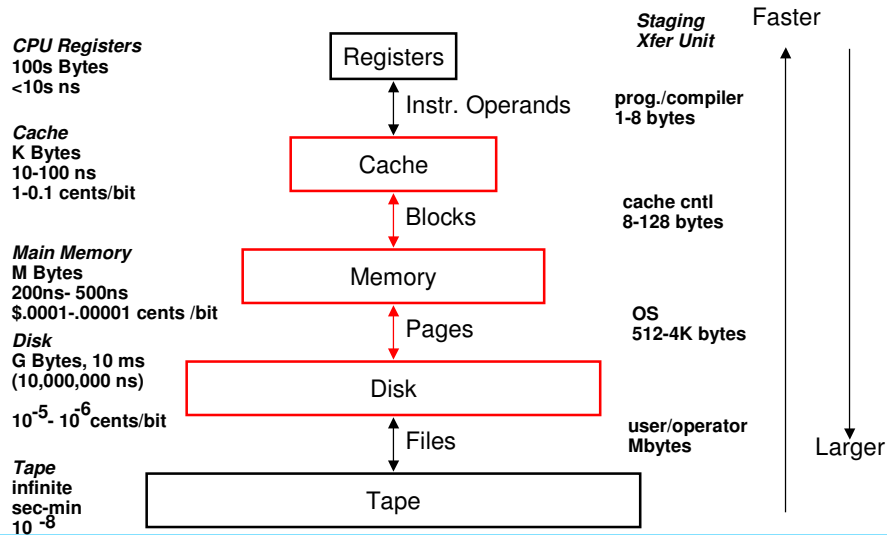 Staging
Xfer Unit
Faster
CPU Registers
100s Bytes
<10s ns
Registers
Instr. Operands
prog./compiler
1-8 bytes
Cache
K Bytes
10-100 ns
1-0.1 cents/bit
Cache
Blocks
cache cntl
8-128 bytes
Main Memory
M Bytes
200ns- 500ns
$.0001-.00001 cents /bit
Memory
Pages
OS
512-4K bytes
Disk
G Bytes, 10 ms
(10,000,000 ns)
10-5- 10-6cents/bit
Disk
Files
user/operator
Mbytes
Larger
Tape
infinite
sec-min
10 -8
Tape